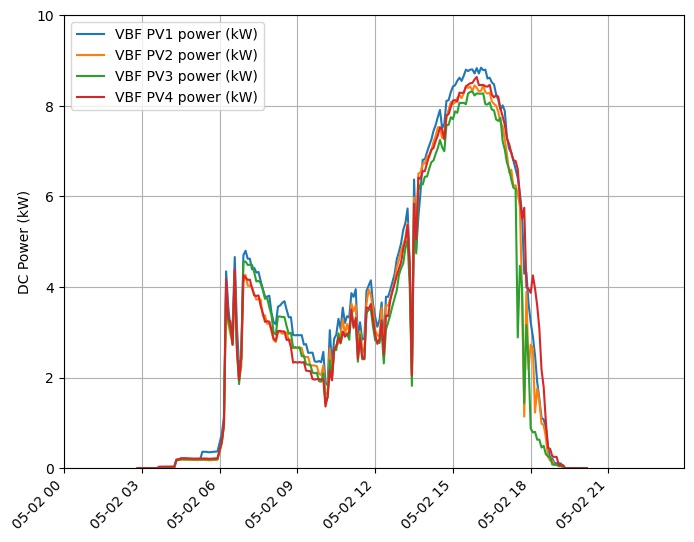 10
8
6
4
2
0
DC Power (kW)
VBF PV1 power (kW)
VBF PV2 power (kW)
VBF PV3 power (kW)
VBF PV4 power (kW)
05-02 00
05-02 03
05-02 06
05-02 09
05-02 12
05-02 15
05-02 18
05-02 21